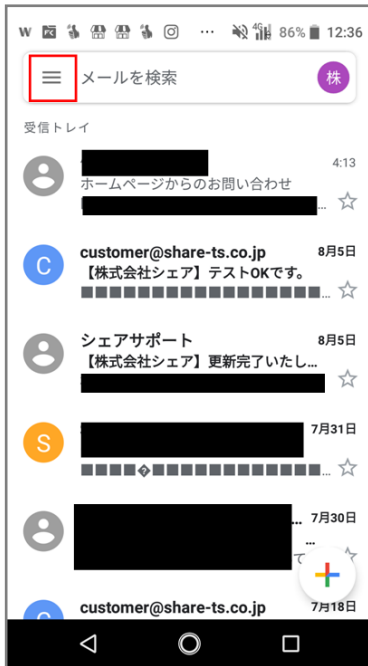 W 4G 86% 12:36
メールを検索 株
受信トレイ
4:13
ホームページからのお問い合わせ
...
C customer@share-ts.co.jp 8月5日
【株式会社シェア】テストOKです。
■■■■■■■■■■■■■■■■■...
シェアサポート 8月5日
【株式会社シェア】更新完了いたし...
S 7月31日
■■■■�■■■■■■■■■■■■...
... 7月30日
...
て
customer@share-ts.co.jp 7月18日